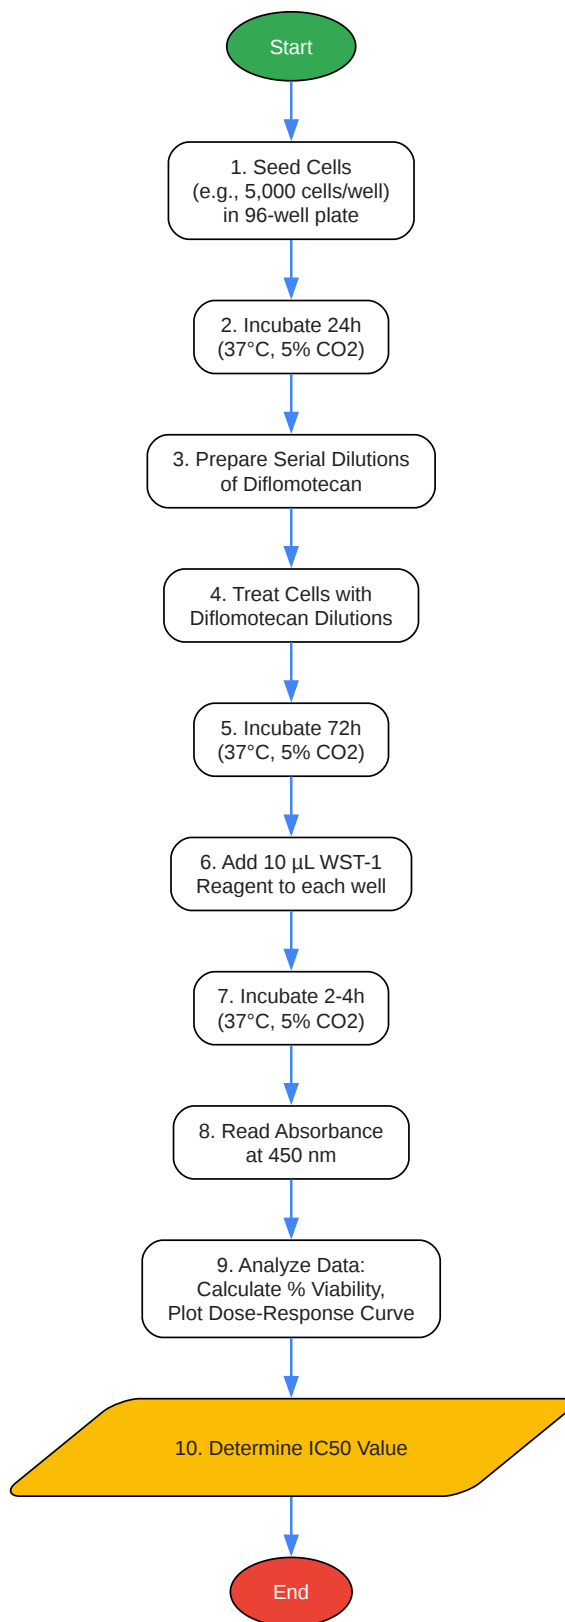 Start
1. Seed Cells
(e.g., 5,000 cells/well)
in 96-well plate
2. Incubate 24h
(37°C, 5% CO2)
3. Prepare Serial Dilutions
of Diflomotecan
4. Treat Cells with
Diflomotecan Dilutions
5. Incubate 72h
(37°C, 5% CO2)
6. Add 10 µL WST-1
Reagent to each well
7. Incubate 2-4h
(37°C, 5% CO2)
8. Read Absorbance
at 450 nm
9. Analyze Data:
Calculate % Viability,
Plot Dose-Response Curve
10. Determine IC50 Value
End